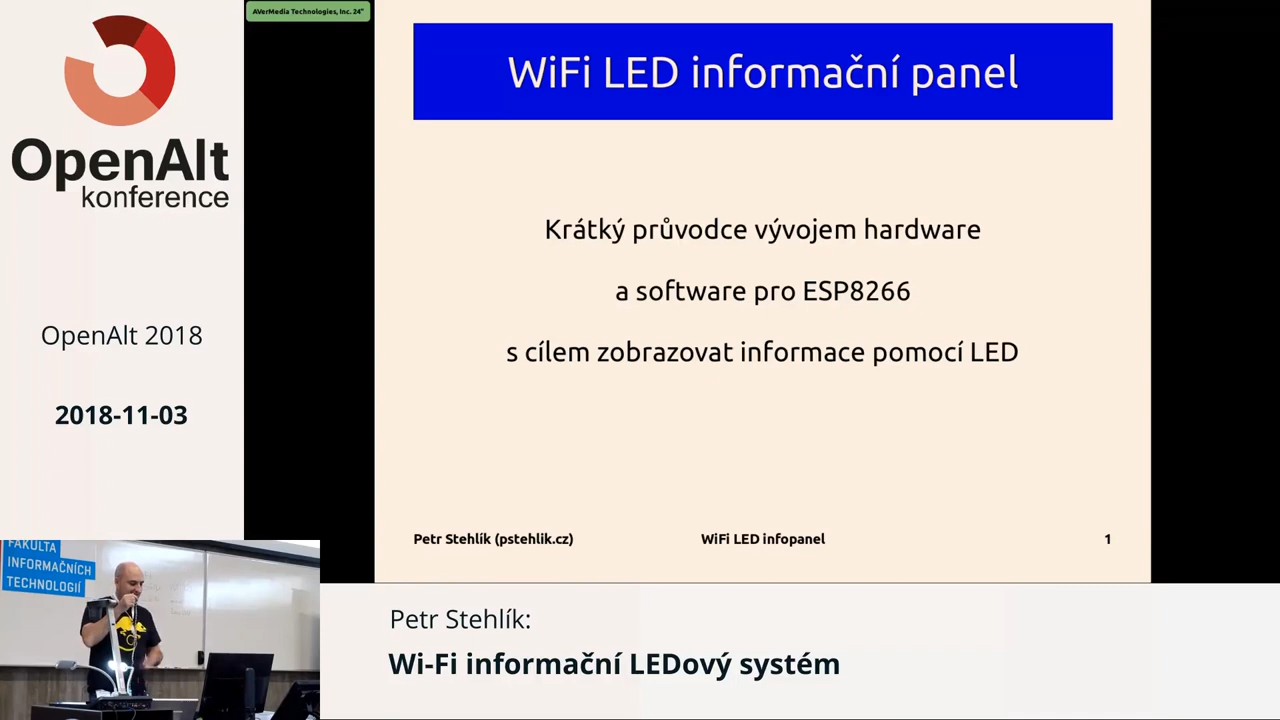 OpenAlt
konference
OpenAlt 2018
2018-11-03
AVerMedia Technologies, Inc. 24"
WiFi LED informační panel
Krátký průvodce vývojem hardware
a software pro ESP8266
s cílem zobrazovat informace pomocí LED
Petr Stehlík (pstehlik.cz)
WiFi LED infopanel
1
FAKULTA
INFORMAČNÍCH
TECHNOLOGIÍ
Petr Stehlík:
Wi-Fi informační LEDový systém